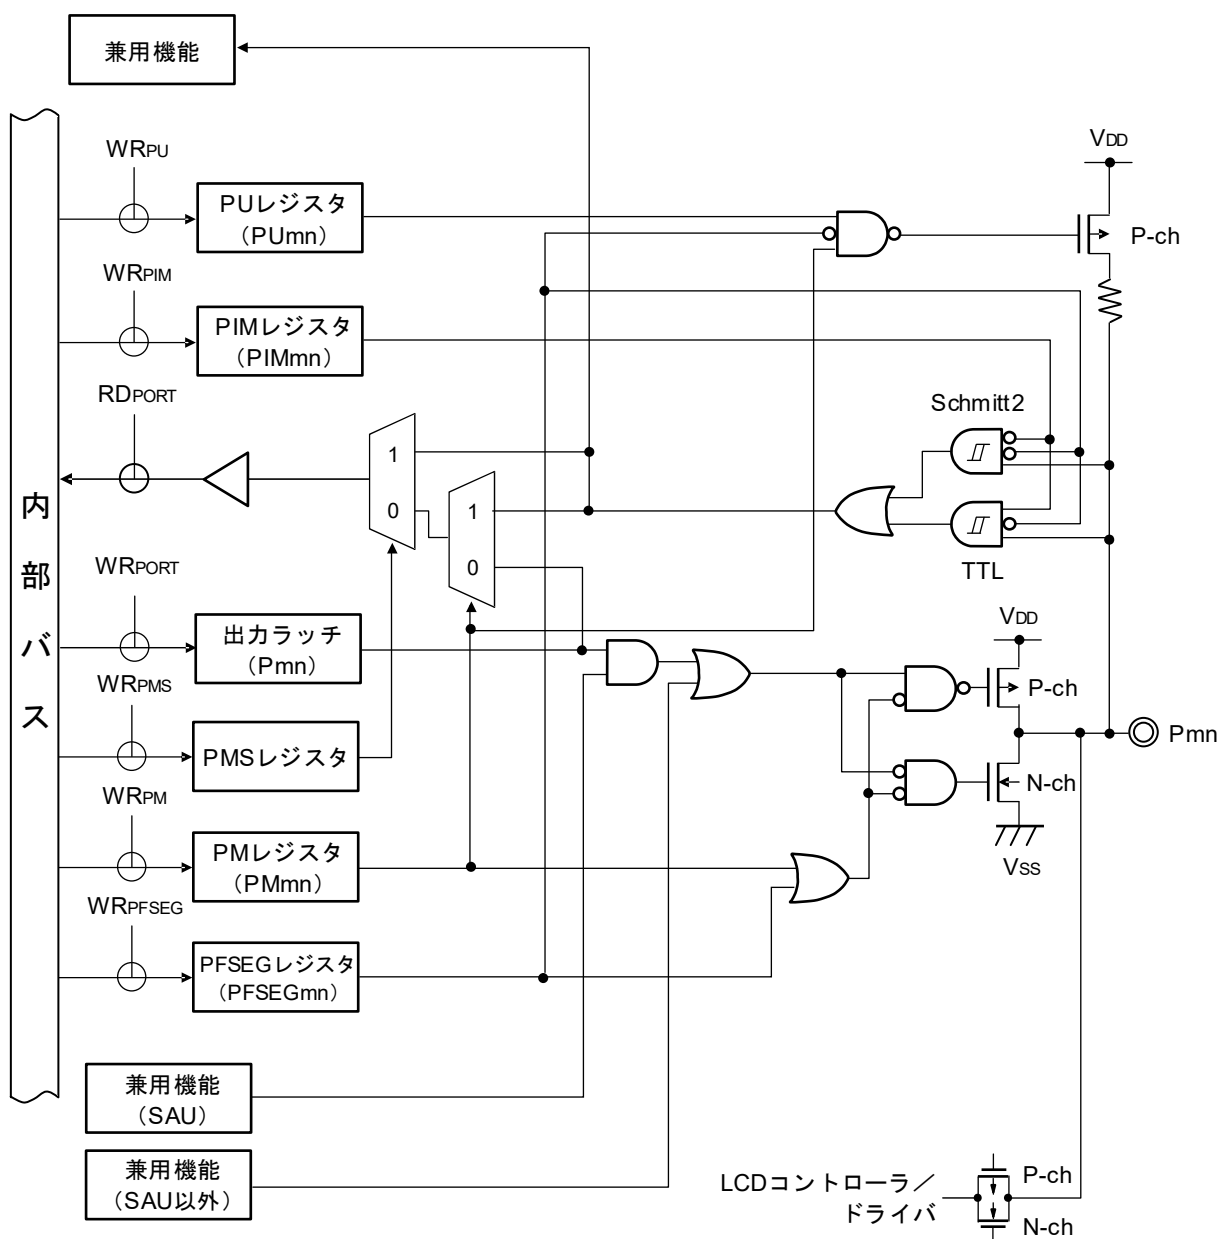 兼用機能
WRPU
PUレジスタ
（PUmn）
VDD
P-ch
WRPIM
PIMレジスタ
（PIMmn）
RDPORT
Schmitt2
1
0
1
0
TTL
内部バス
WRPORT
出力ラッチ
（Pmn）
VDD
P-ch
WRPMS
PMSレジスタ
Pmn
N-ch
WRPM
PMレジスタ
（PMmn）
VSS
WRPFSEG
PFSEGレジスタ
（PFSEGmn）
兼用機能
（SAU）
兼用機能
（SAU以外）
LCDコントローラ／
ドライバ
P-ch
N-ch